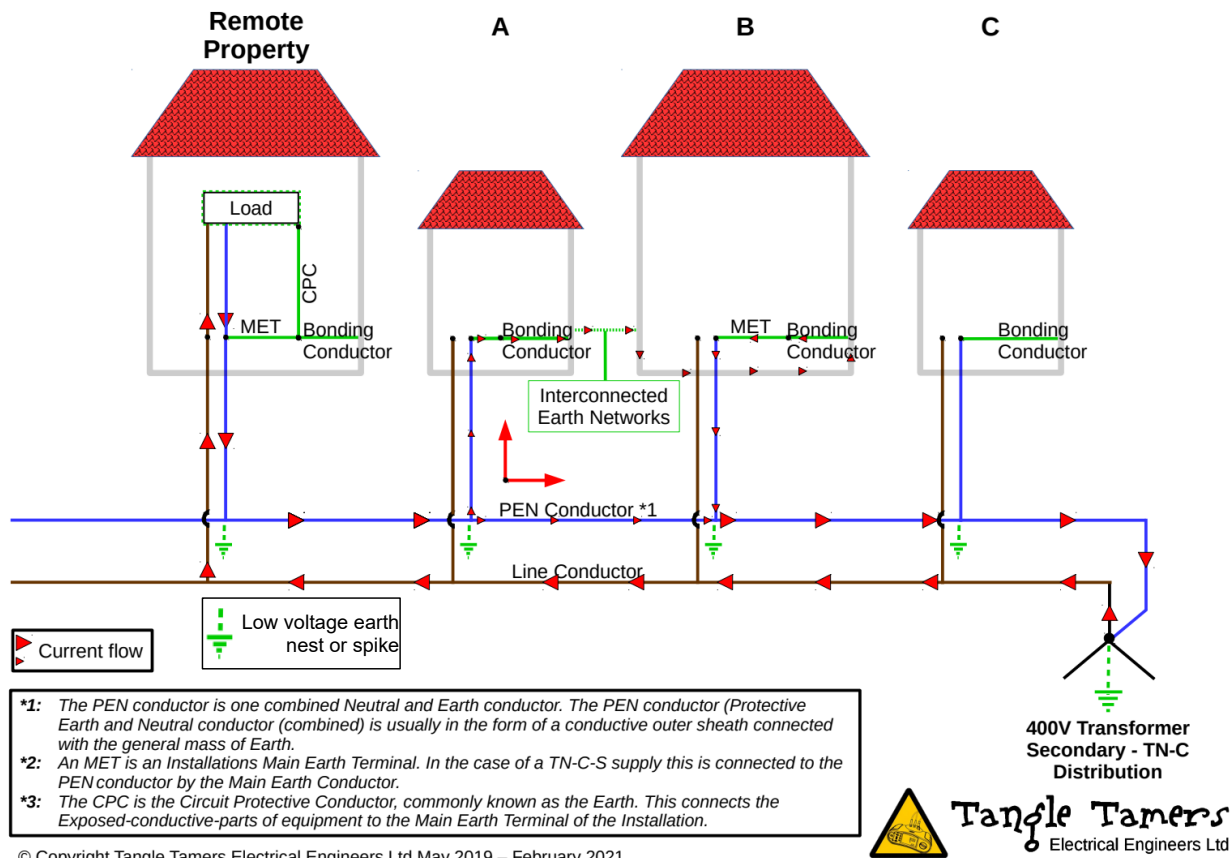 Remote
Property
A
B
C
Load
CPC
MET
Bonding
Conductor
Bonding
Conductor
MET
Bonding
Conductor
Bonding
Conductor
Interconnected
Earth Networks
PEN Conductor *1
Line Conductor
Current flow
Low voltage earth
nest or spike
*1: The PEN conductor is one combined Neutral and Earth conductor. The PEN conductor (Protective
Earth and Neutral conductor (combined) is usually in the form of a conductive outer sheath connected
with the general mass of Earth.
*2: An MET is an Installations Main Earth Terminal. In the case of a TN-C-S supply this is connected to the
PEN conductor by the Main Earth Conductor.
*3: The CPC is the Circuit Protective Conductor, commonly known as the Earth. This connects the
Exposed-conductive-parts of equipment to the Main Earth Terminal of the Installation.
400V Transformer
Secondary - TN-C
Distribution
Tangle Tamers
Electrical Engineers Ltd
© Copyright Tangle Tamers Electrical Engineers Ltd May 2019 – February 2021